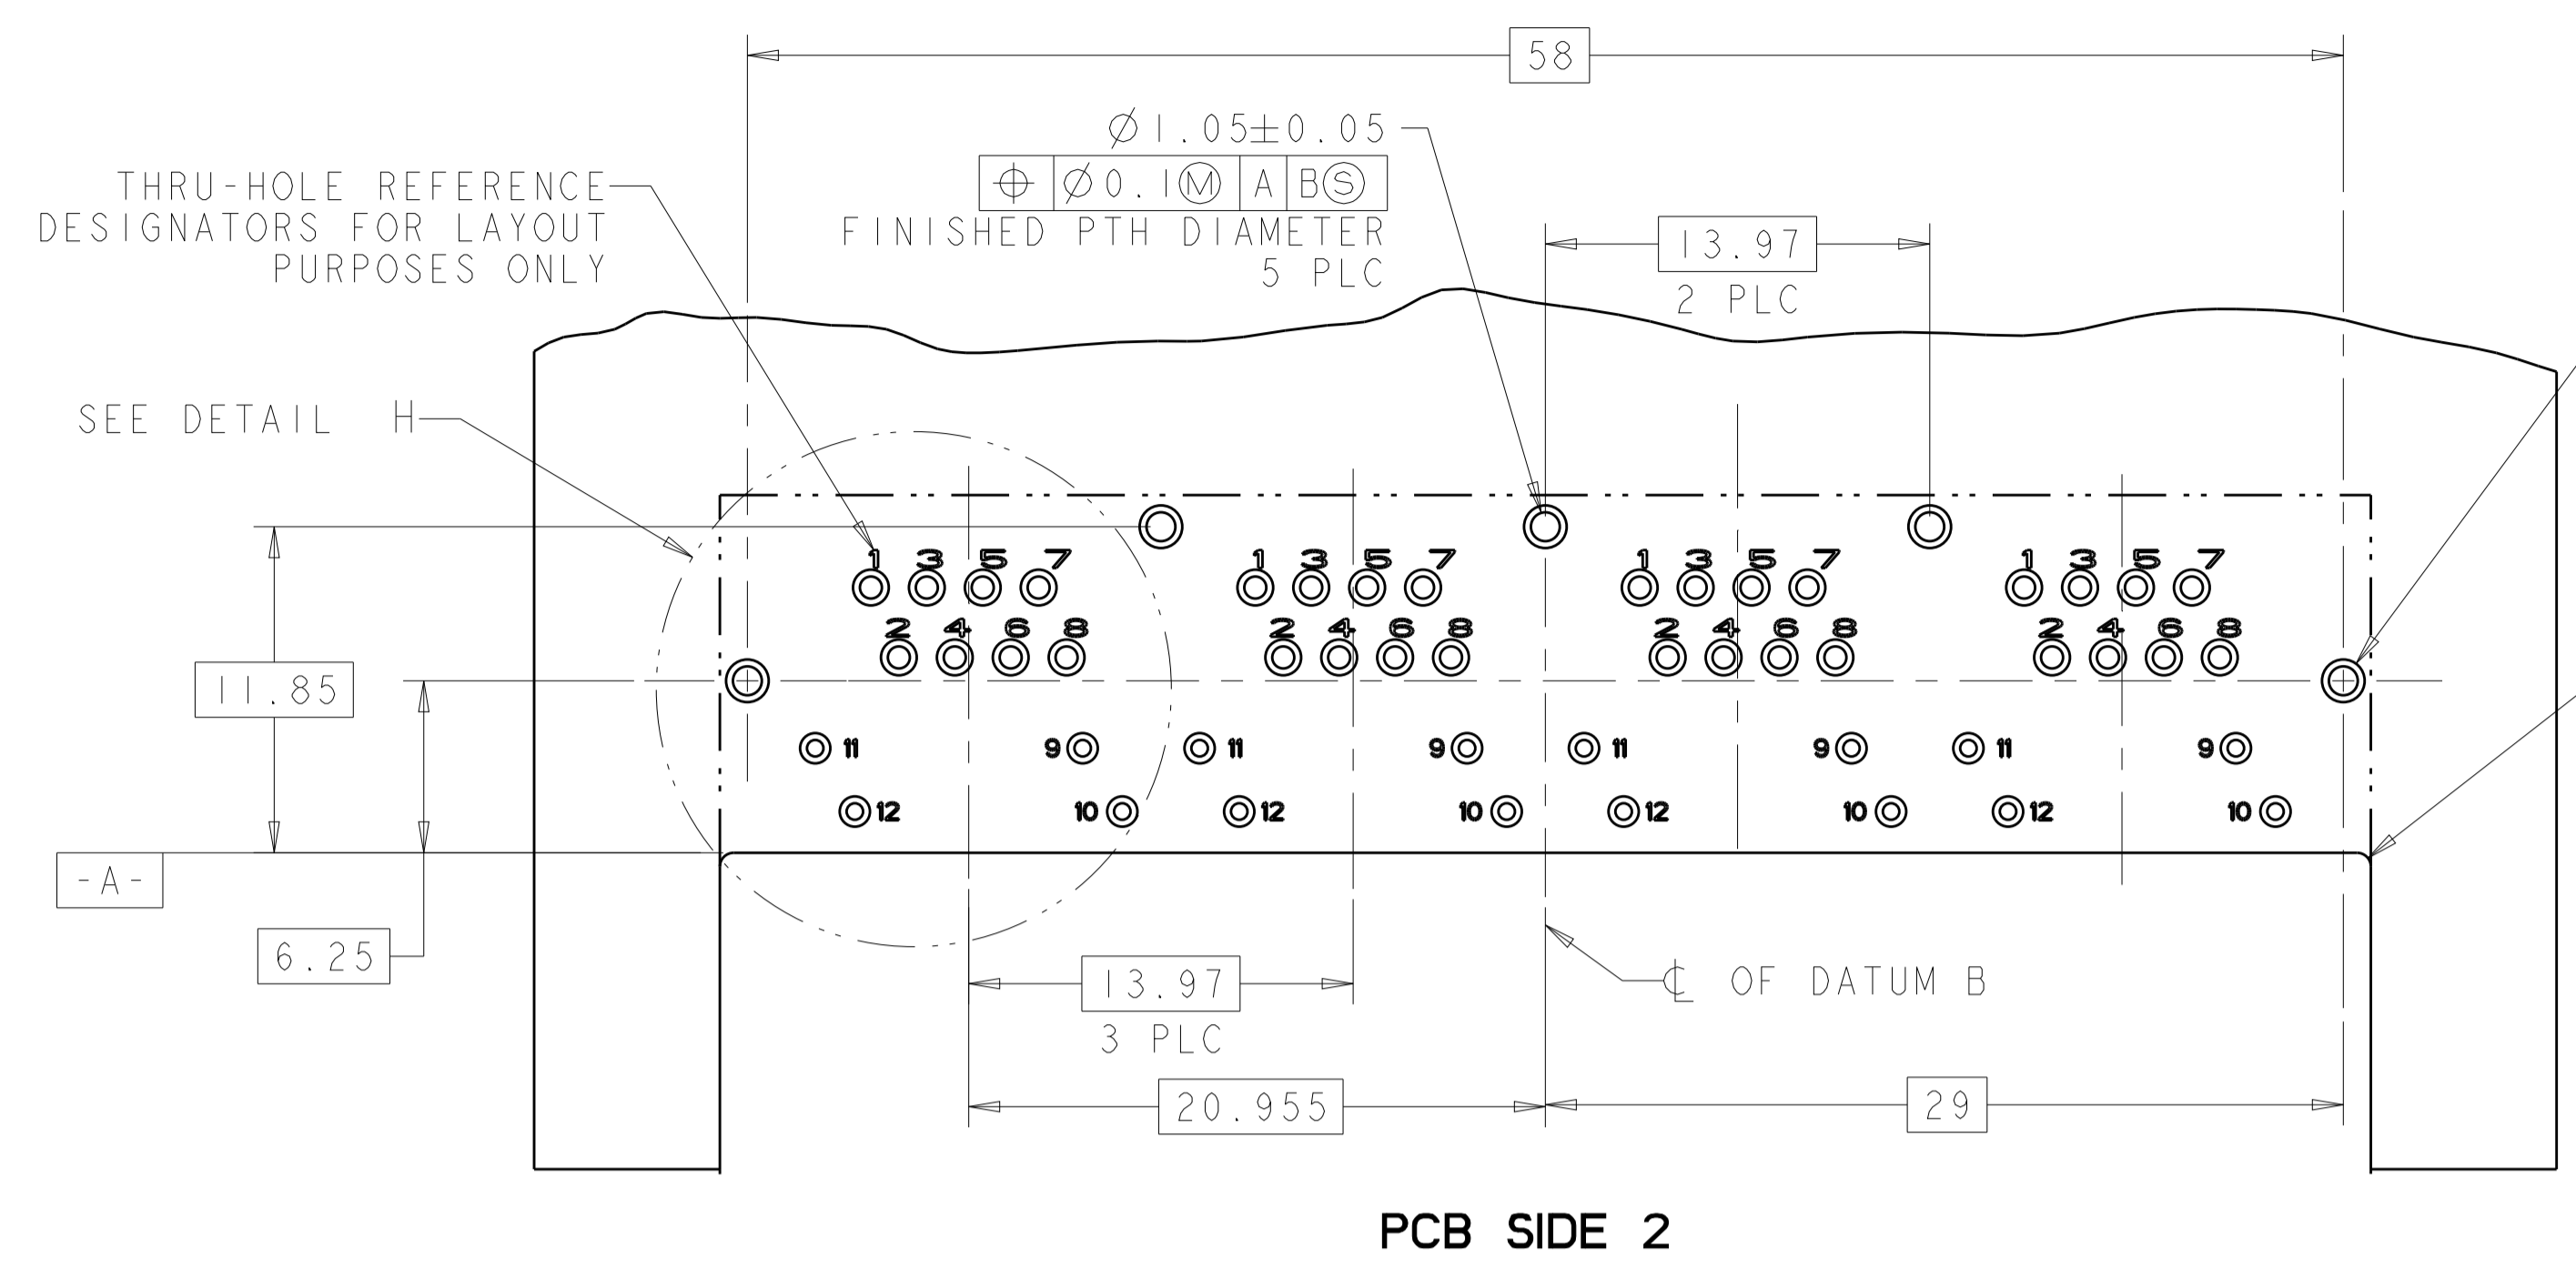 58
Ø1.05±0.05
⌖ Ø0.1Ⓜ A BⓈ
FINISHED PTH DIAMETER
5 PLC
THRU-HOLE REFERENCE
DESIGNATORS FOR LAYOUT
PURPOSES ONLY
13.97
2 PLC
SEE DETAIL H
1 3 5 7 1 3 5 7 1 3 5 7 1 3 5 7
2 4 6 8 2 4 6 8 2 4 6 8 2 4 6 8
11.85
11 9 11 9 11 9 11 9
12 10 12 10 12 10 12 10
-A-
6.25
13.97
3 PLC
℄ OF DATUM B
20.955
29
PCB SIDE 2